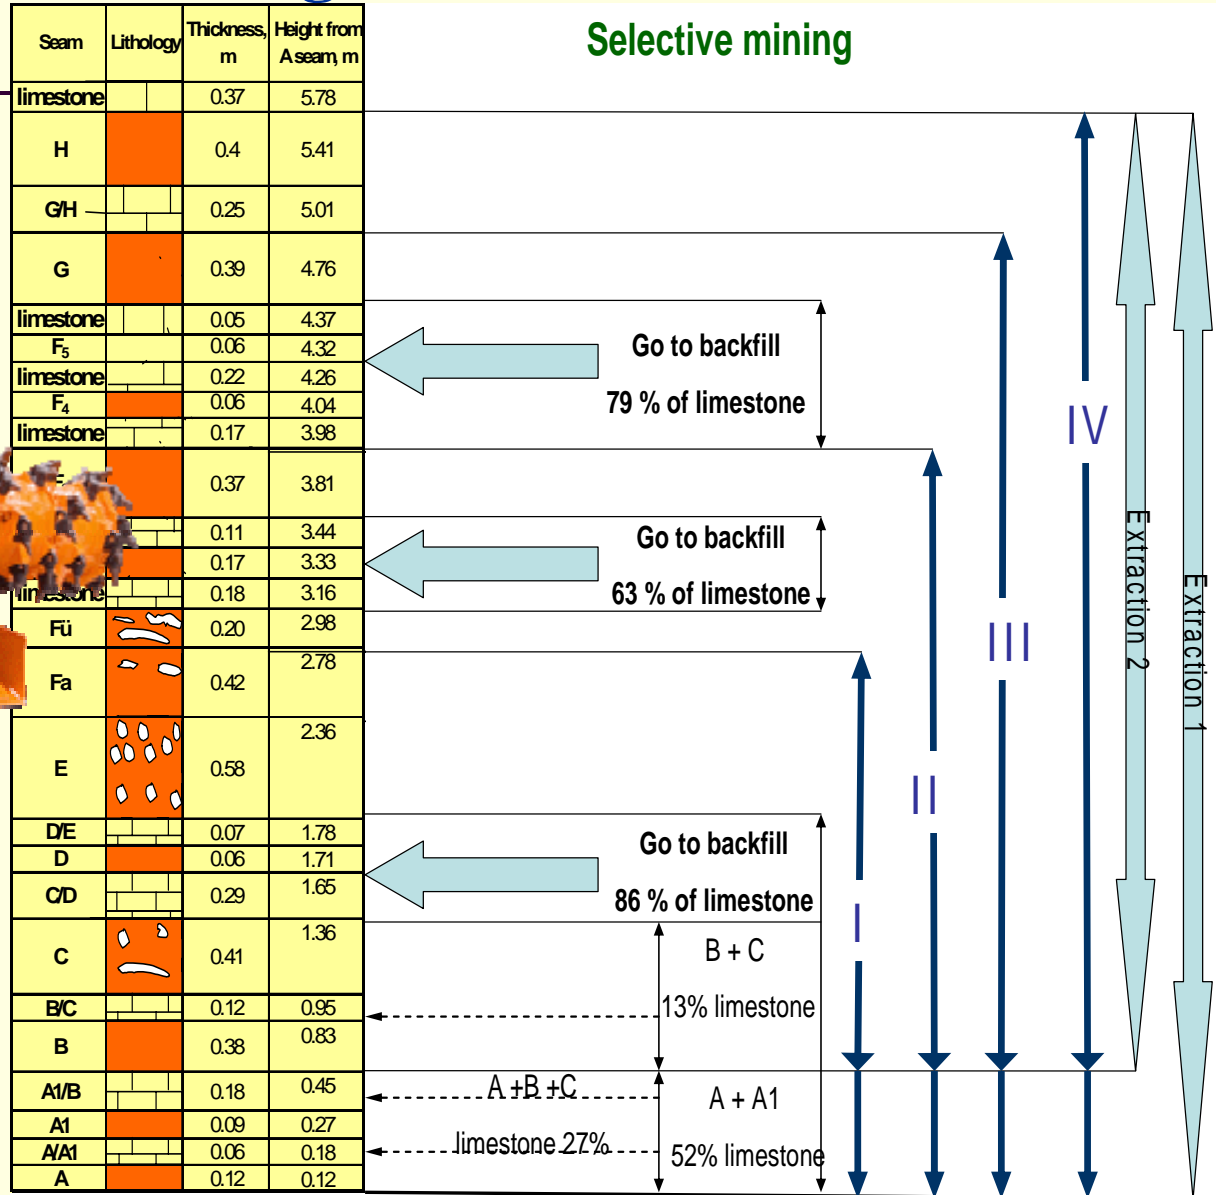 Selective mining
Seam Lithology Thickness, m Height from A seam, m
limestone 0.37 5.78
H 0.4 5.41
G/H 0.25 5.01
G 0.39 4.76
limestone 0.05 4.37
F5 0.06 4.32
limestone 0.22 4.26
F4 0.06 4.04
limestone 0.17 3.98
0.37 3.81
0.11 3.44
0.17 3.33
limestone 0.18 3.16
Fü 0.20 2.98
Fa 0.42 2.78
E 0.58 2.36
D/E 0.07 1.78
D 0.06 1.71
C/D 0.29 1.65
C 0.41 1.36
B/C 0.12 0.95
B 0.38 0.83
A1/B 0.18 0.45
A1 0.09 0.27
A/A1 0.06 0.18
A 0.12 0.12
Go to backfill
79 % of limestone
Go to backfill
63 % of limestone
Go to backfill
86 % of limestone
B + C
13% limestone
A +B +C
limestone 27%
A + A1
52% limestone
I
II
III
IV
Extraction 2
Extraction 1